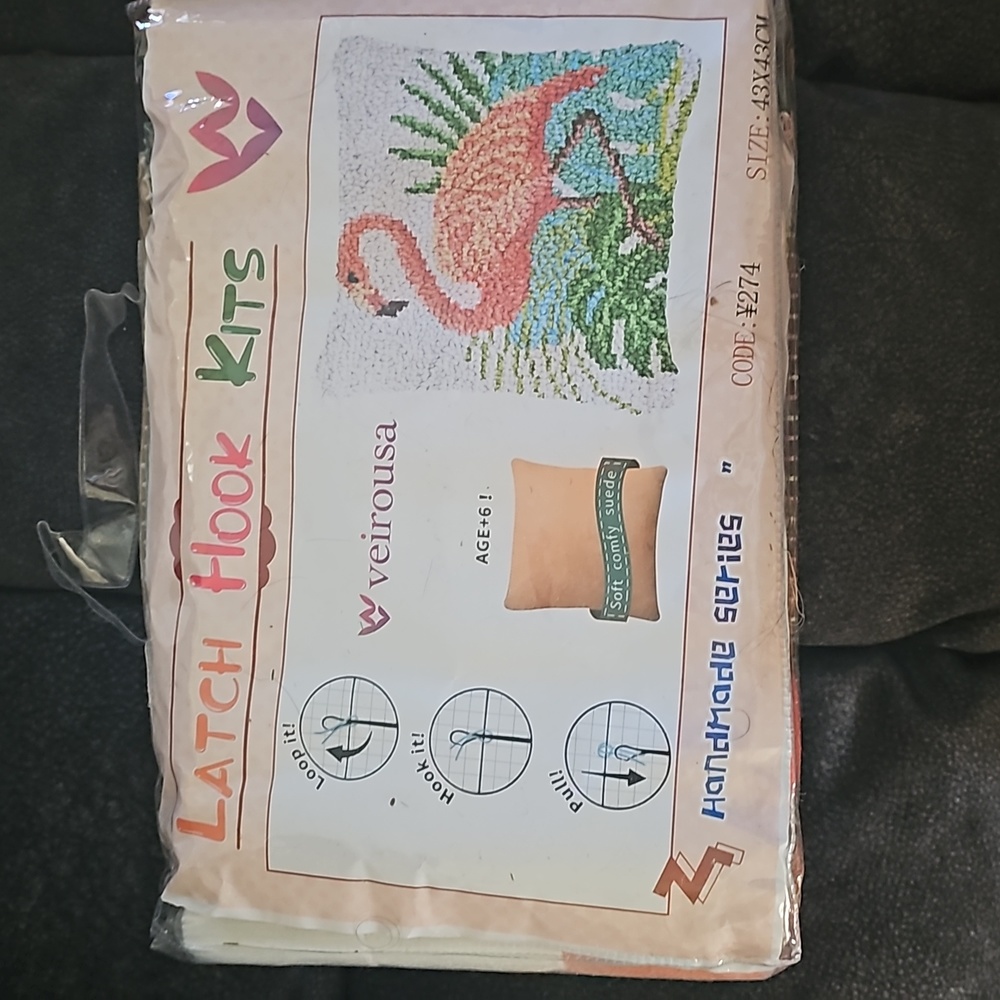 LATCH HOOK KITS
Loop it!
Hook it!
Pull!
veirousa
AGE+6!
Soft comfy suede
Handmade series "
CODE:¥274
SIZE:43X43CM